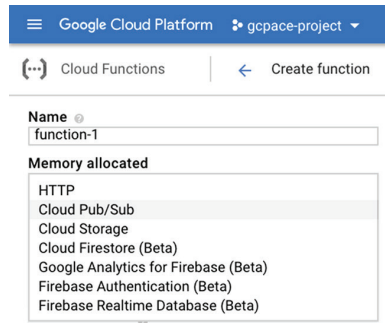 Google Cloud Platform gcpace-project
Cloud Functions Create function
Name
function-1
Memory allocated
HTTP
Cloud Pub/Sub
Cloud Storage
Cloud Firestore (Beta)
Google Analytics for Firebase (Beta)
Firebase Authentication (Beta)
Firebase Realtime Database (Beta)